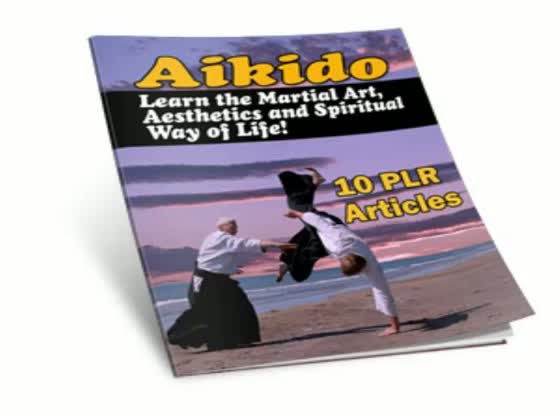 Aikido
Learn the Martial Art,
Aesthetics and Spiritual
Way of Life!
10 PLR
Articles